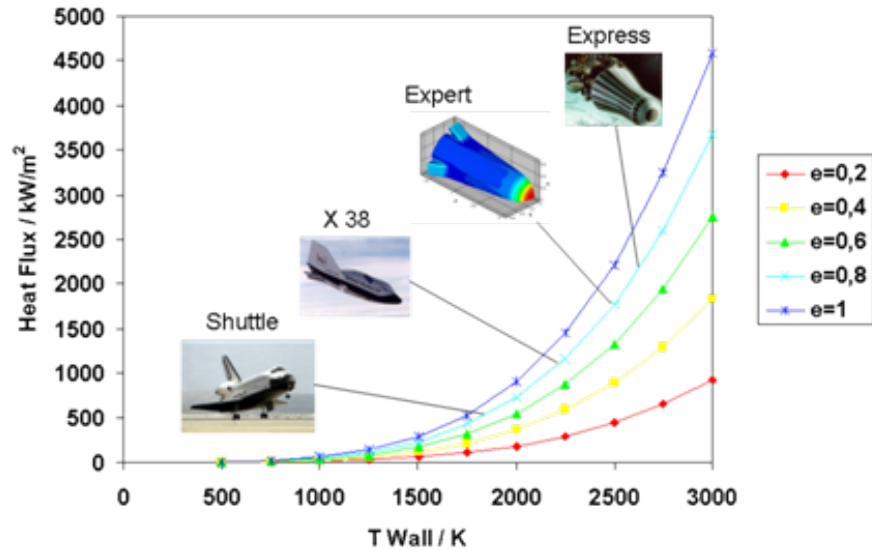 5000
4500
4000
3500
3000
2500
2000
1500
1000
500
0
Heat Flux / kW/m²
Express
Expert
X 38
Shuttle
0 500 1000 1500 2000 2500 3000
T Wall / K
e=0,2
e=0,4
e=0,6
e=0,8
e=1